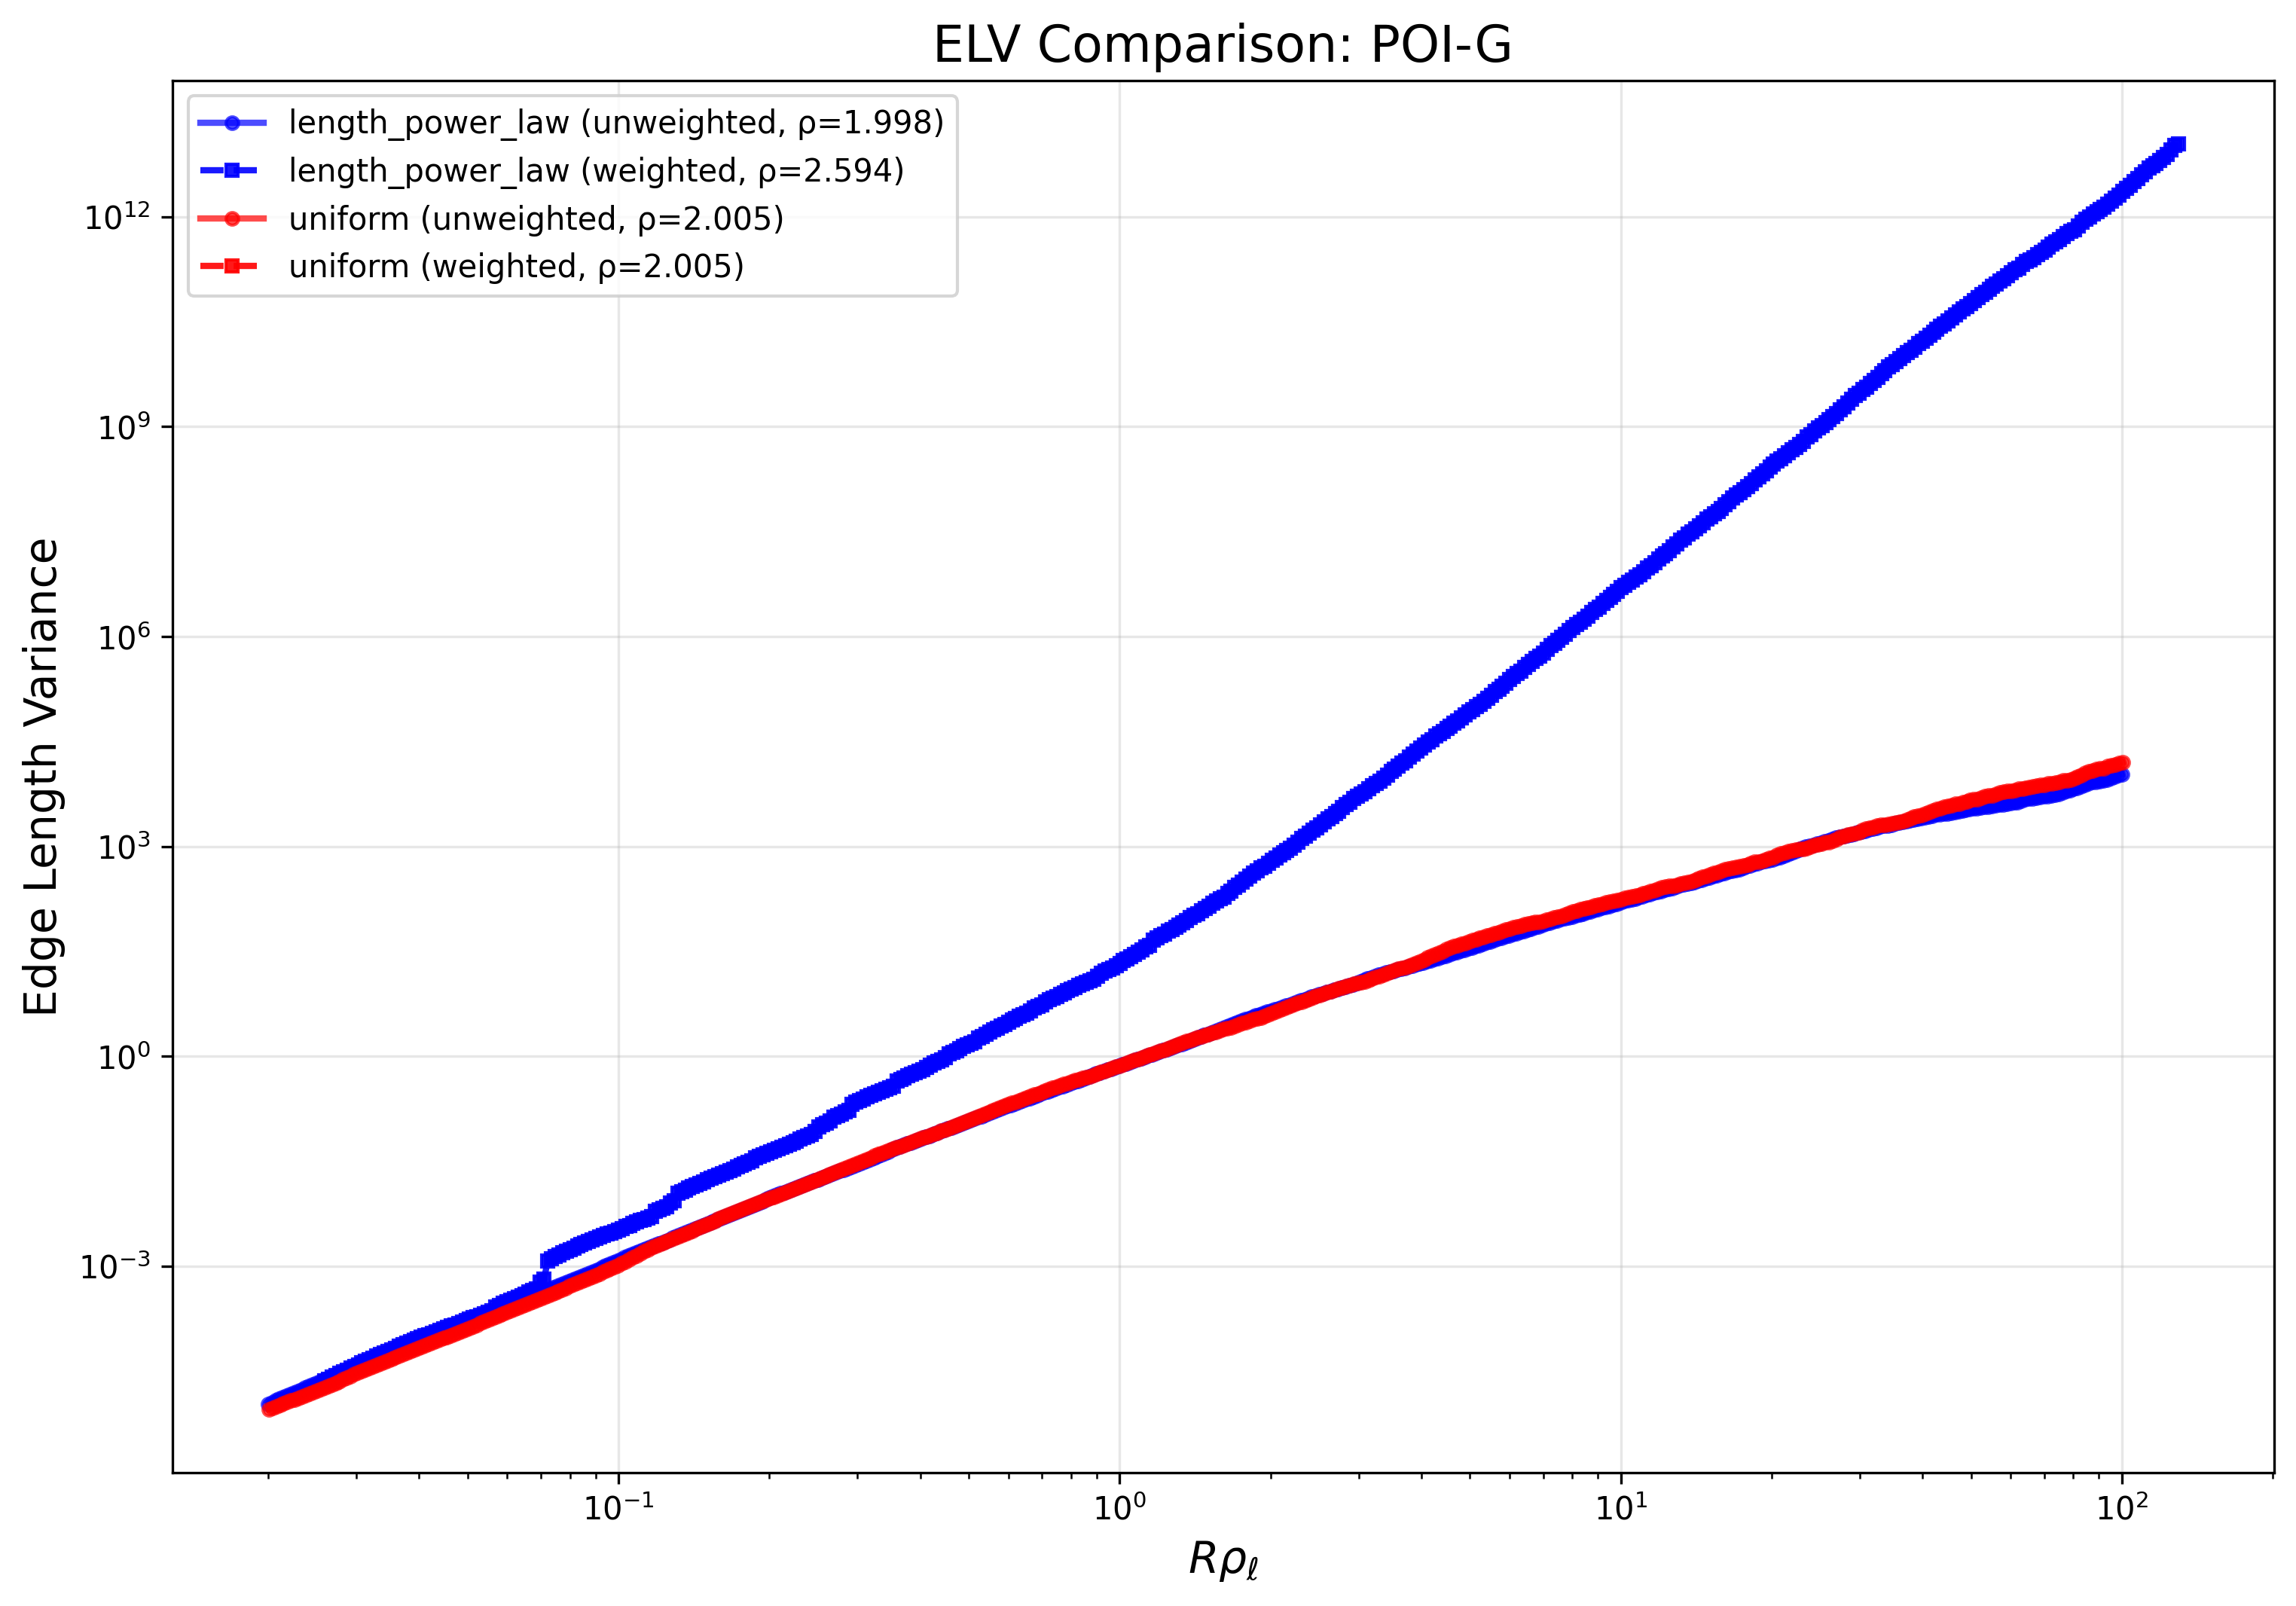 ELV Comparison: POI-G
length_power_law (unweighted, ρ=1.998)
length_power_law (weighted, ρ=2.594)
uniform (unweighted, ρ=2.005)
uniform (weighted, ρ=2.005)
Edge Length Variance
10¹²
10⁹
10⁶
10³
10⁰
10⁻³
10⁻¹ 10⁰ 10¹ 10²
Rρ_ℓ